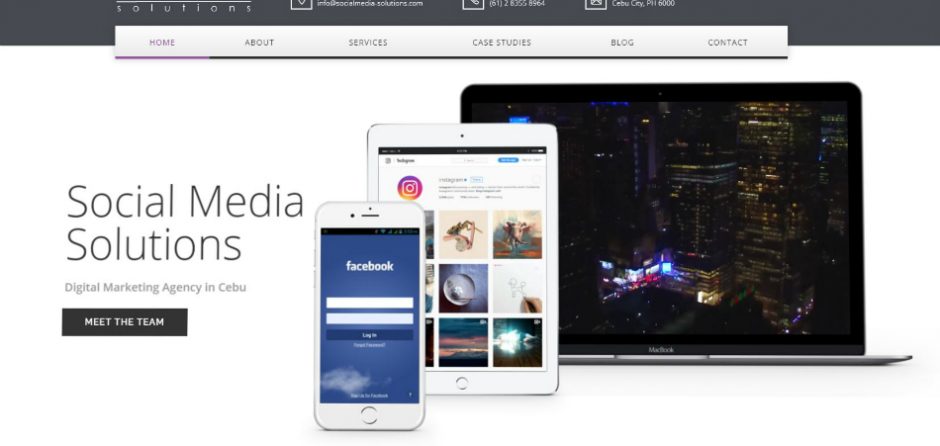 solutions
info@socialmedia-solutions.com
(61) 2 8355 8964
Cebu City, PH 6000
HOME ABOUT SERVICES CASE STUDIES BLOG CONTACT
Social Media
Solutions
Digital Marketing Agency in Cebu
MEET THE TEAM
facebook
Log In
Forgot Password?
Sign Up for Facebook
?
Instagram
instagram
MacBook